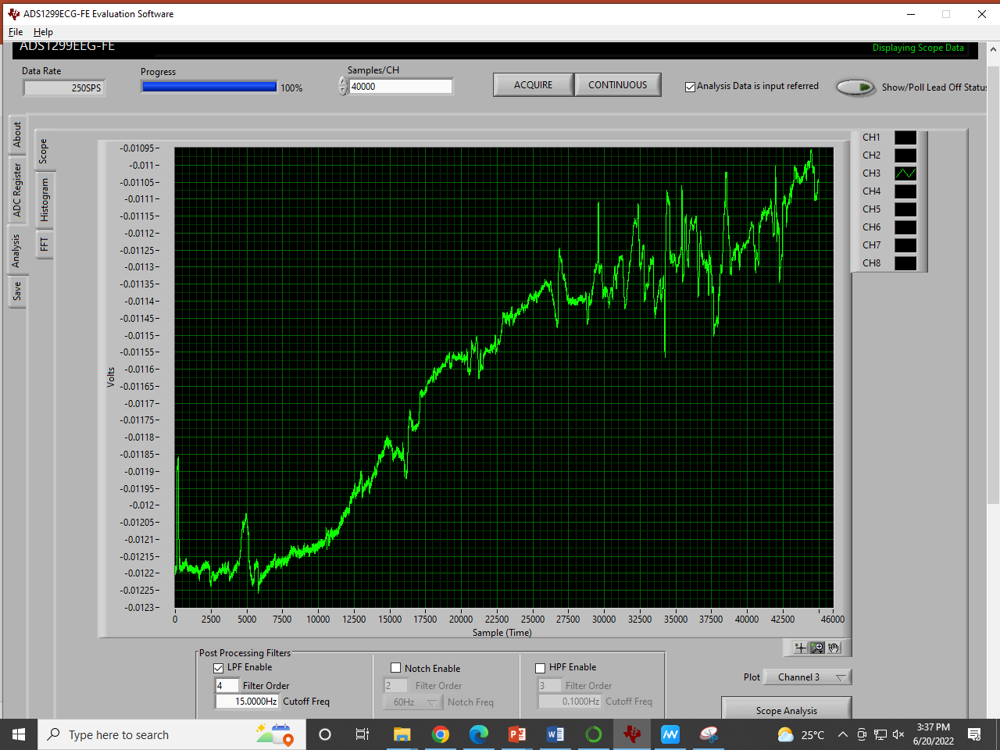 ADS1299ECG-FE Evaluation Software
File Help
ADS1299EEG-FE
Displaying Scope Data
Data Rate
250SPS
Progress
100%
Samples/CH
40000
ACQUIRE
CONTINUOUS
Analysis Data is input referred
Show/Poll Lead Off Status
About
ADC Register
Analysis
Save
Scope
Histogram
FFT
Volts
-0.01095
-0.011
-0.01105
-0.0111
-0.01115
-0.0112
-0.01125
-0.0113
-0.01135
-0.0114
-0.01145
-0.0115
-0.01155
-0.0116
-0.01165
-0.0117
-0.01175
-0.0118
-0.01185
-0.0119
-0.01195
-0.012
-0.01205
-0.0121
-0.01215
-0.0122
-0.01225
-0.0123
0 2500 5000 7500 10000 12500 15000 17500 20000 22500 25000 27500 30000 32500 35000 37500 40000 42500 46000
Sample (Time)
CH1
CH2
CH3
CH4
CH5
CH6
CH7
CH8
Post Processing Filters
LPF Enable
4 Filter Order
15.0000Hz Cutoff Freq
Notch Enable
2 Filter Order
60Hz Notch Freq
HPF Enable
3 Filter Order
0.1000Hz Cutoff Freq
Plot Channel 3
Scope Analysis
Type here to search
25°C
3:37 PM
6/20/2022